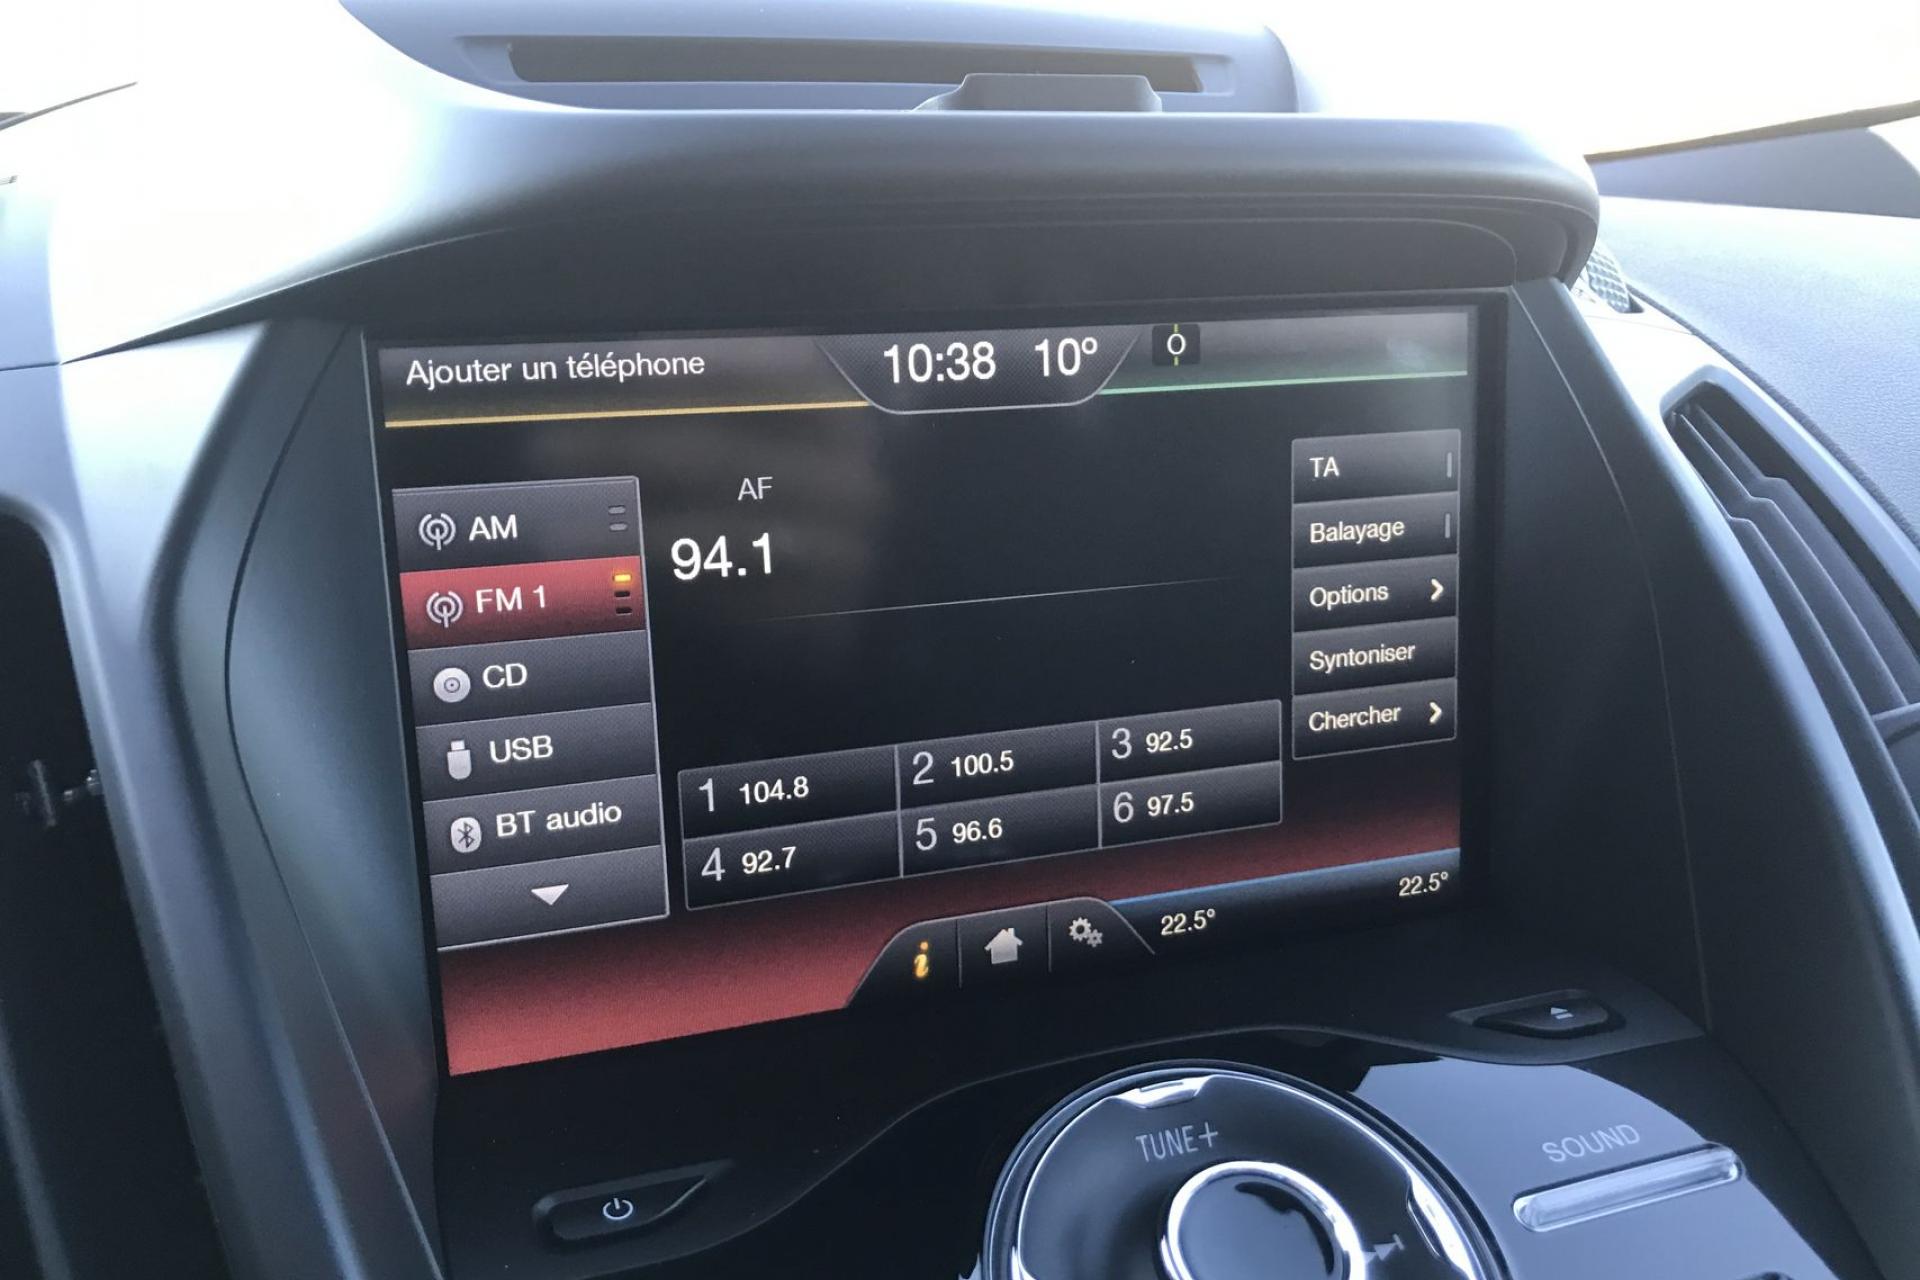 Ajouter un téléphone
10:38 10°
O
AM
FM 1
CD
USB
BT audio
AF
94.1
TA
Balayage
Options
Syntoniser
Chercher
1 104.8
2 100.5
3 92.5
4 92.7
5 96.6
6 97.5
i
22.5°
22.5°
TUNE+
SOUND